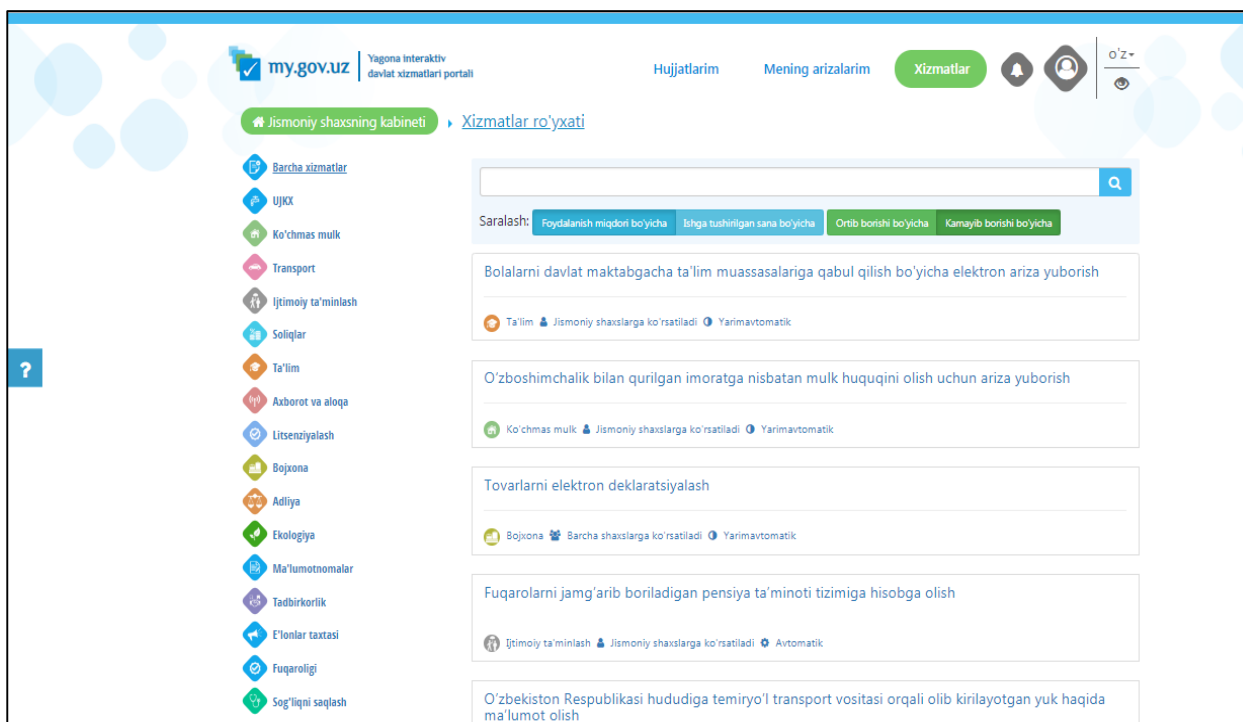 my.gov.uz
Yagona interaktiv
davlat xizmatlari portali
Hujjatlarim
Mening arizalarim
Xizmatlar
o'z
Jismoniy shaxsning kabineti
Xizmatlar ro'yxati
Barcha xizmatlar
UJKX
Ko'chmas mulk
Transport
Ijtimoiy ta'minlash
Soliqlar
Ta'lim
Axborot va aloqa
Litsenziyalash
Bojxona
Adliya
Ekologiya
Ma'lumotnomalar
Tadbirkorlik
E'lonlar taxtasi
Fuqaroligi
Sog'liqni saqlash
?
Saralash: Foydalanish miqdori bo'yicha Ishga tushirilgan sana bo'yicha Ortib borishi bo'yicha Kamayib borishi bo'yicha
Bolalarni davlat maktabgacha ta'lim muassasalariga qabul qilish bo'yicha elektron ariza yuborish
Ta'lim Jismoniy shaxslarga ko'rsatiladi Yarimavtomatik
O'zboshimchalik bilan qurilgan imoratga nisbatan mulk huquqini olish uchun ariza yuborish
Ko'chmas mulk Jismoniy shaxslarga ko'rsatiladi Yarimavtomatik
Tovarlarni elektron deklaratsiyalash
Bojxona Barcha shaxslarga ko'rsatiladi Yarimavtomatik
Fuqarolarni jamg'arib boriladigan pensiya ta'minoti tizimiga hisobga olish
Ijtimoiy ta'minlash Jismoniy shaxslarga ko'rsatiladi Avtomatik
O'zbekiston Respublikasi hududiga temiryo'l transport vositasi orqali olib kirilayotgan yuk haqida
ma'lumot olish